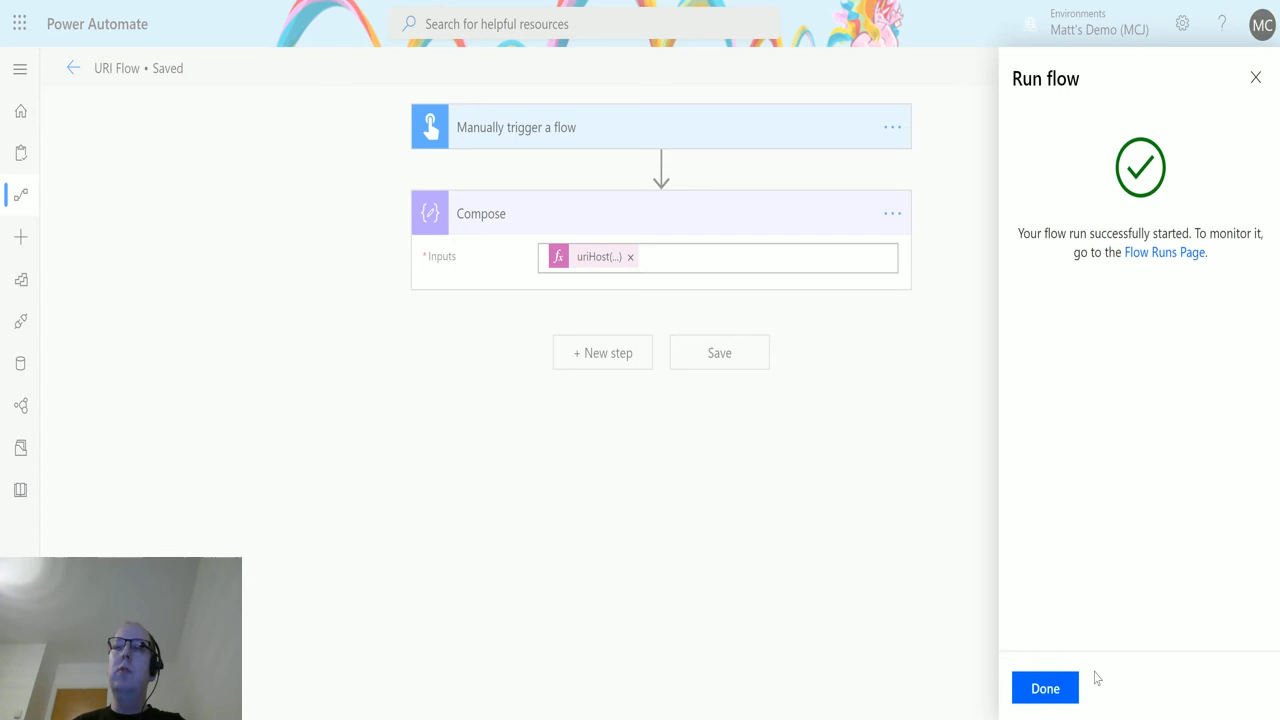 Power Automate
Search for helpful resources
Environments
Matt's Demo (MCJ)
?
MC
URI Flow • Saved
Run flow
Manually trigger a flow
...
Compose
...
*Inputs
fx uriHost(...) x
+ New step
Save
Your flow run successfully started. To monitor it,
go to the Flow Runs Page.
Done